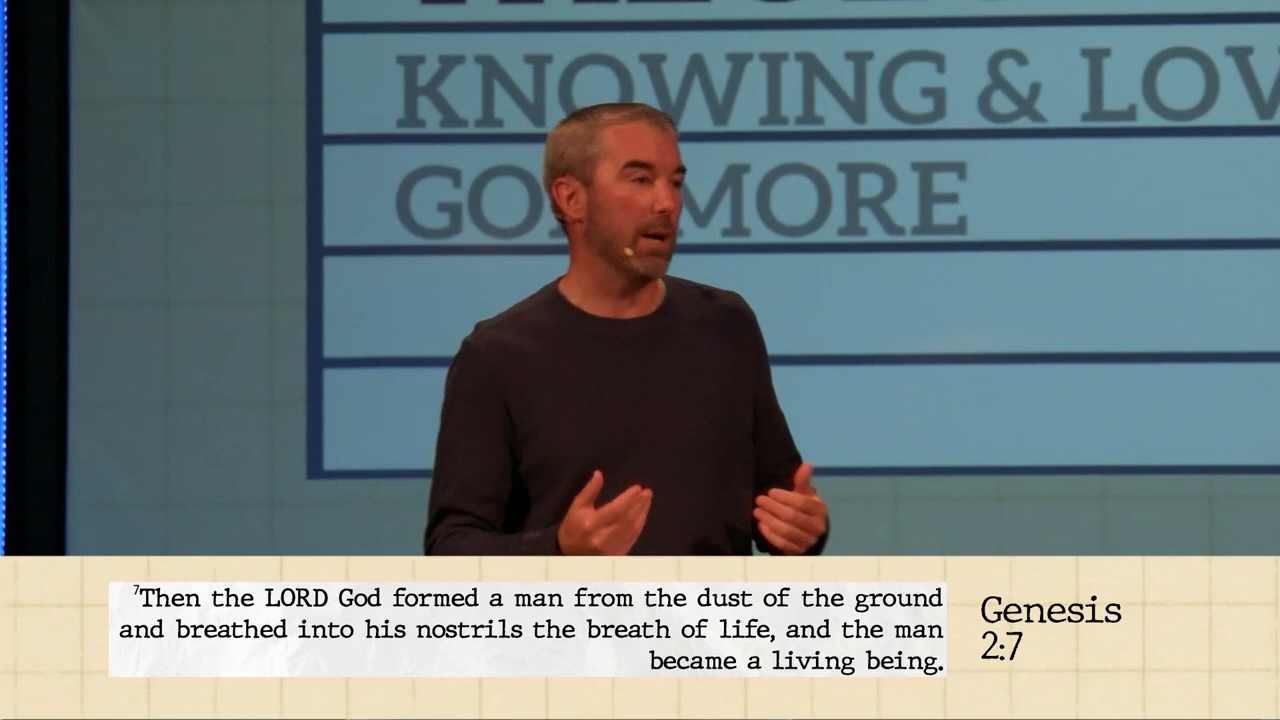 KNOWING & LOV
GOD MORE
⁷Then the LORD God formed a man from the dust of the ground
and breathed into his nostrils the breath of life, and the man
became a living being.
Genesis
2:7